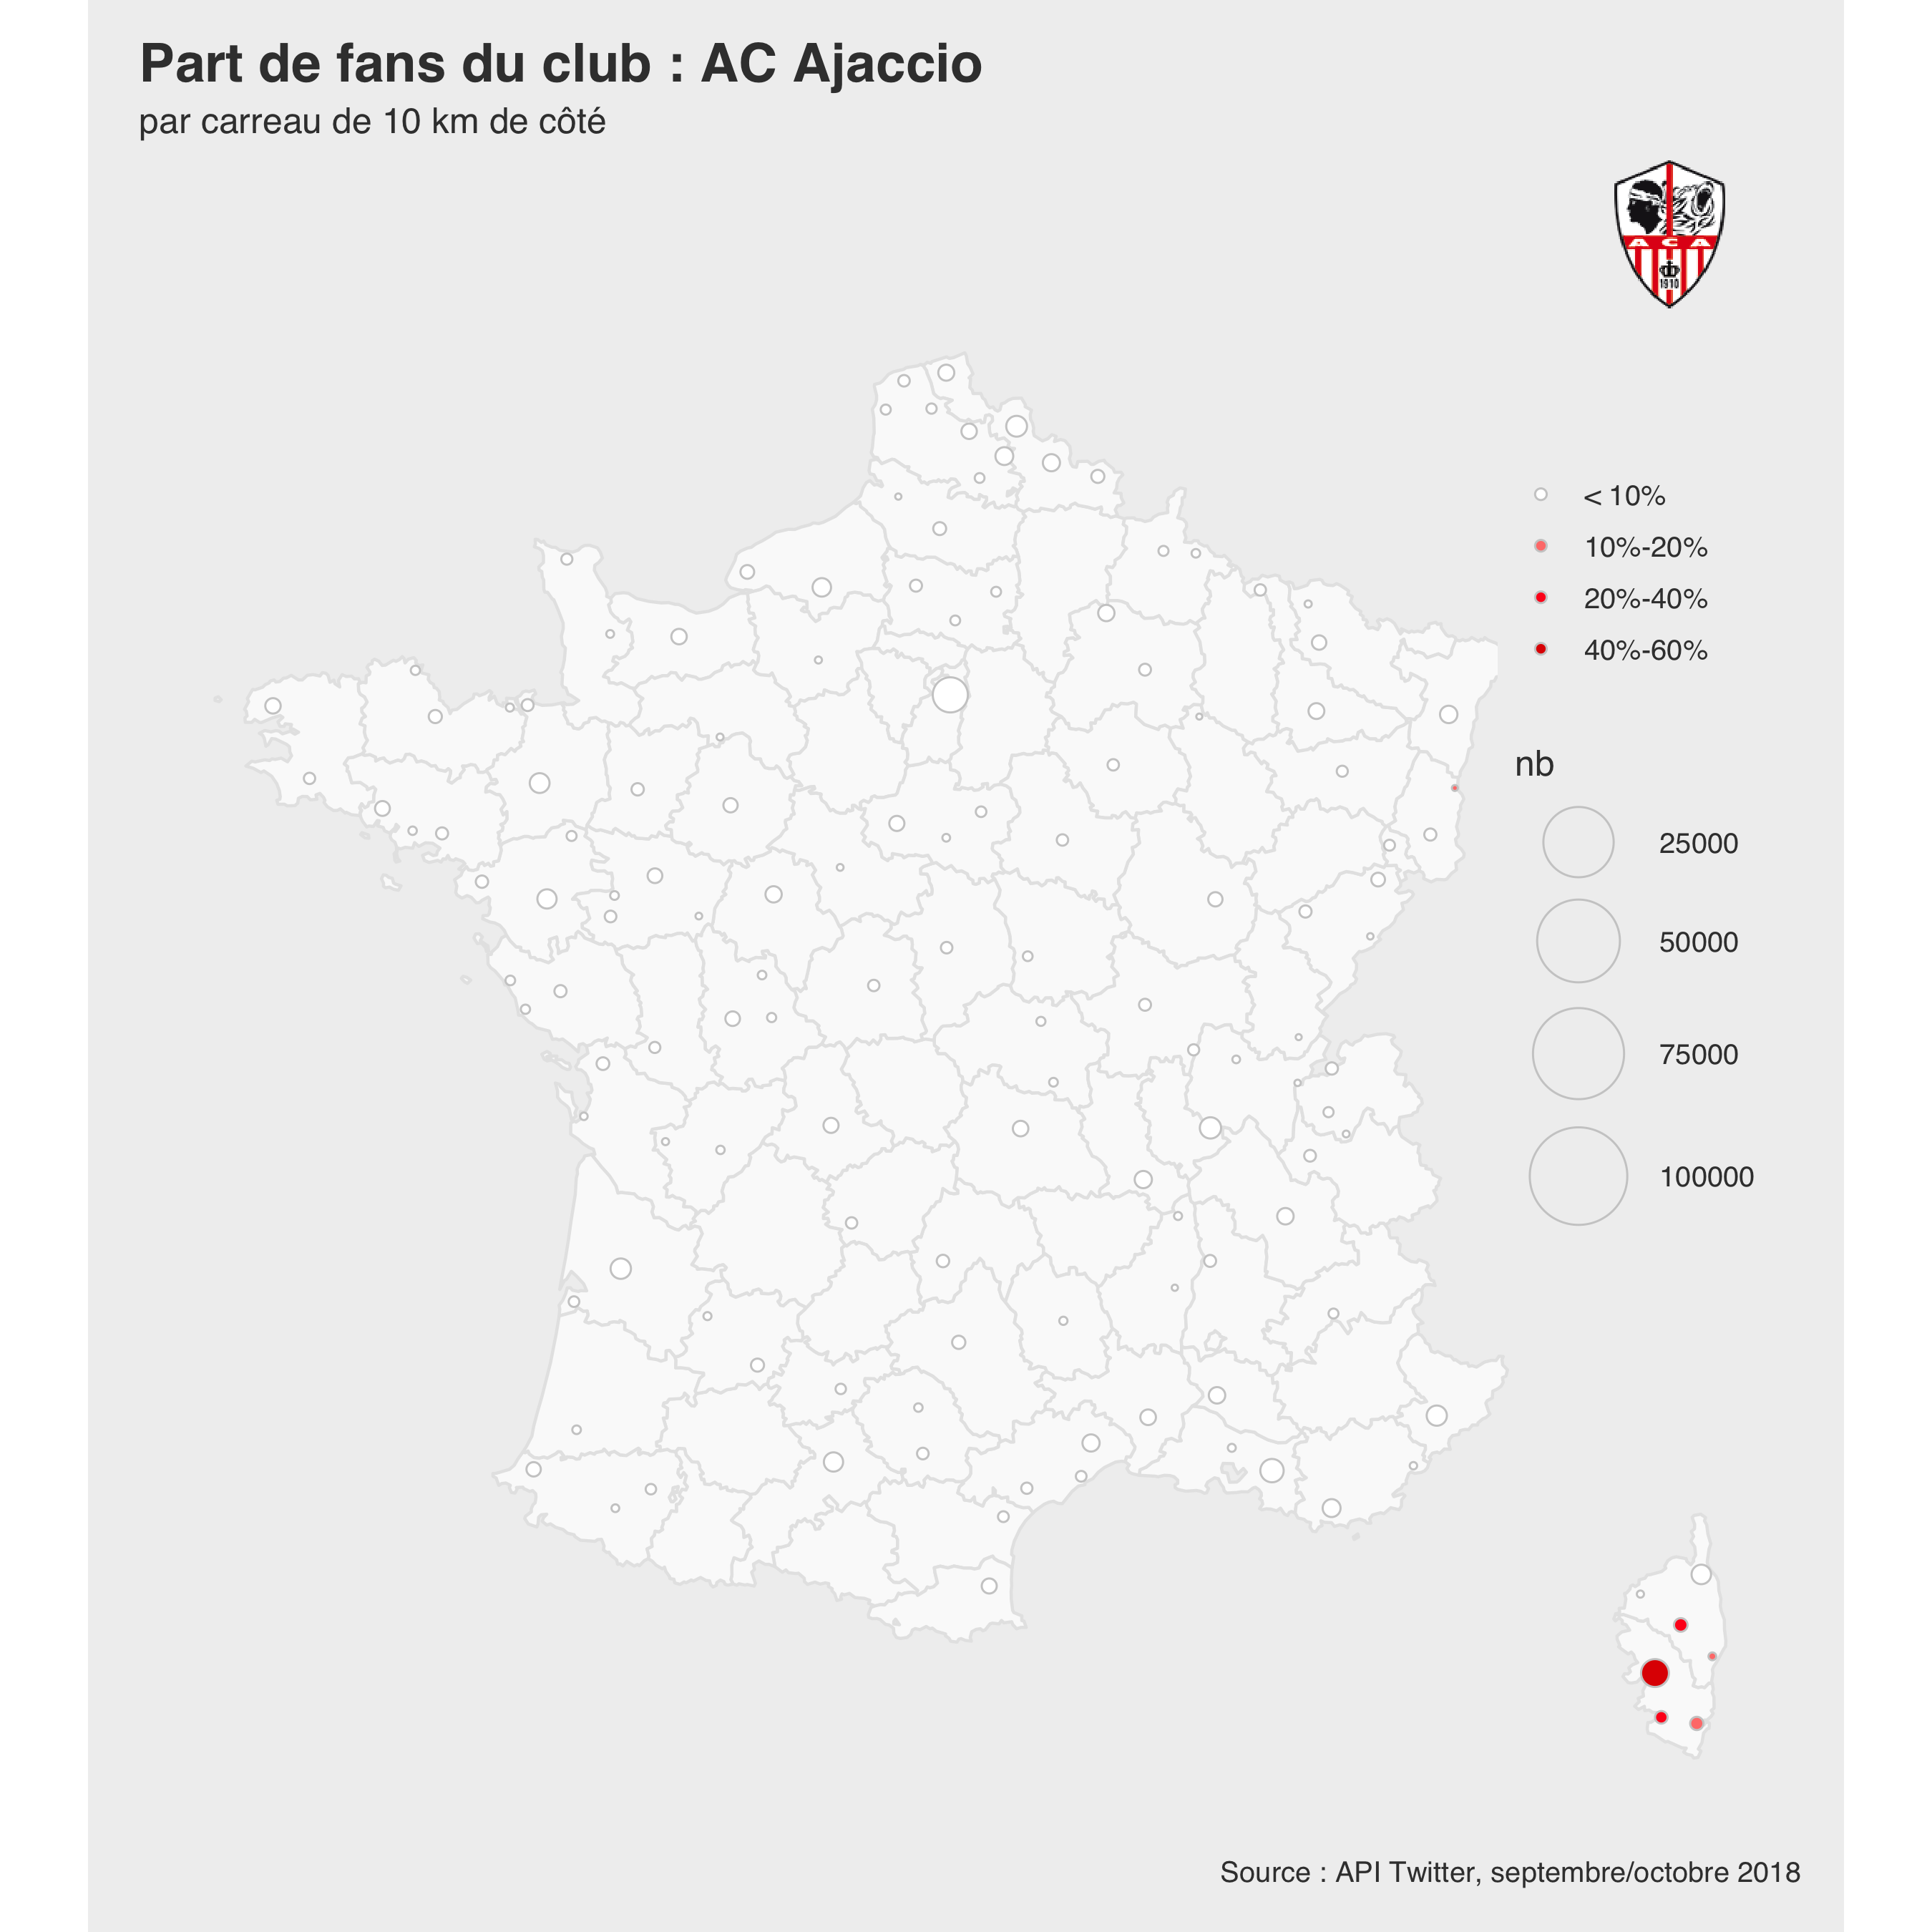 Part de fans du club : AC Ajaccio
par carreau de 10 km de côté
A C A
1910
< 10%
10%-20%
20%-40%
40%-60%
nb
25000
50000
75000
100000
Source : API Twitter, septembre/octobre 2018